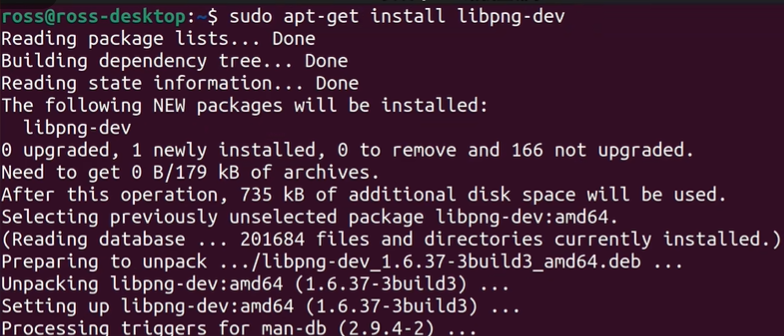 ross@ross-desktop:~$ sudo apt-get install libpng-dev
Reading package lists... Done
Building dependency tree... Done
Reading state information... Done
The following NEW packages will be installed:
  libpng-dev
0 upgraded, 1 newly installed, 0 to remove and 166 not upgraded.
Need to get 0 B/179 kB of archives.
After this operation, 735 kB of additional disk space will be used.
Selecting previously unselected package libpng-dev:amd64.
(Reading database ... 201684 files and directories currently installed.)
Preparing to unpack .../libpng-dev_1.6.37-3build3_amd64.deb ...
Unpacking libpng-dev:amd64 (1.6.37-3build3) ...
Setting up libpng-dev:amd64 (1.6.37-3build3) ...
Processing triggers for man-db (2.9.4-2) ...